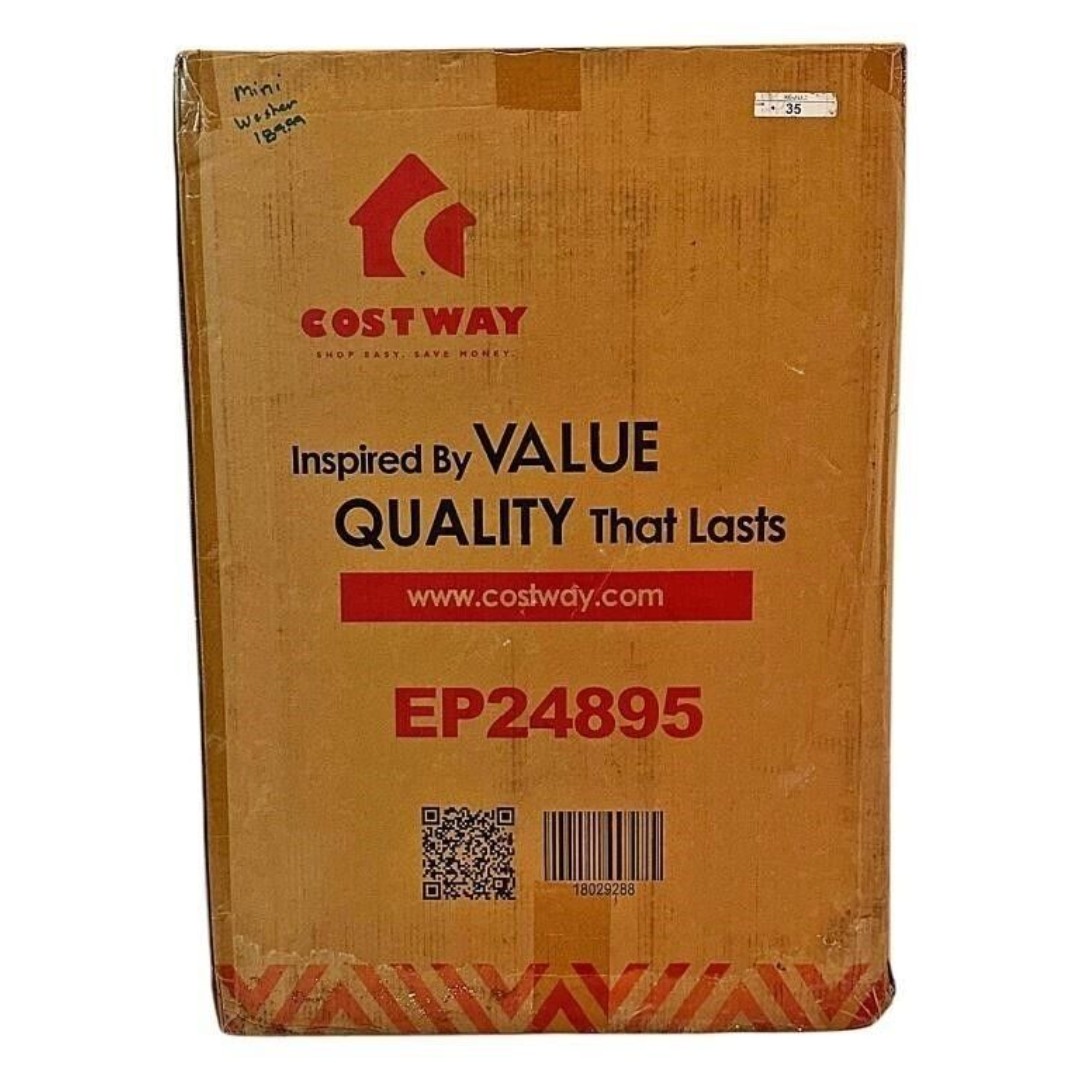 mini
Washer
189.99
35
COSTWAY
SHOP EASY. SAVE MONEY.
Inspired By VALUE
QUALITY That Lasts
www.costway.com
EP24895
18029288